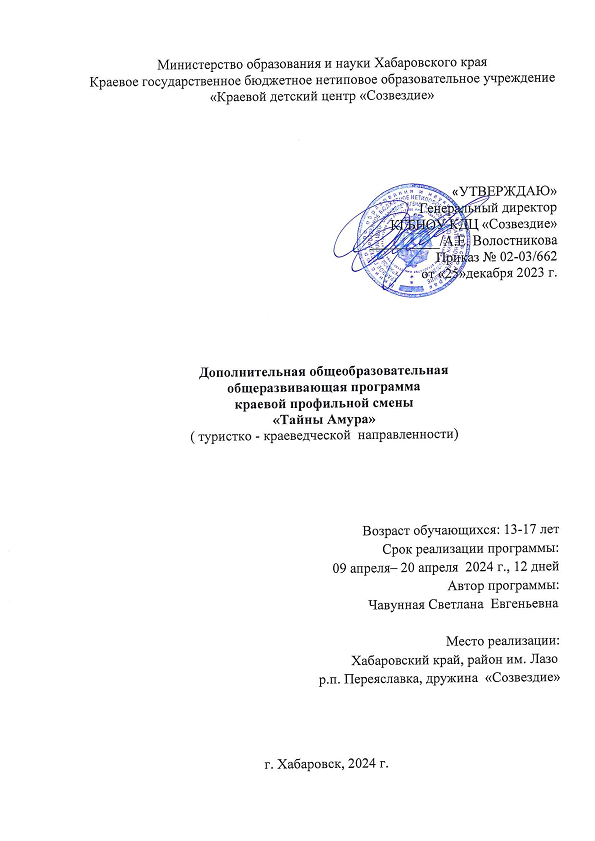 Министерство образования и науки Хабаровского края
Краевое государственное бюджетное нетиповое образовательное учреждение
«Краевой детский центр «Созвездие»
«УТВЕРЖДАЮ»
Генеральный директор
КГБНОУ КДЦ «Созвездие»
/А.Е. Волостникова
Приказ № 02-03/662
от «25»декабря 2023 г.
Дополнительная общеобразовательная
общеразвивающая программа
краевой профильной смены
«Тайны Амура»
( туристко - краеведческой направленности)
Возраст обучающихся: 13-17 лет
Срок реализации программы:
09 апреля– 20 апреля 2024 г., 12 дней
Автор программы:
Чавунная Светлана Евгеньевна
Место реализации:
Хабаровский край, район им. Лазо
р.п. Переяславка, дружина «Созвездие»
г. Хабаровск, 2024 г.